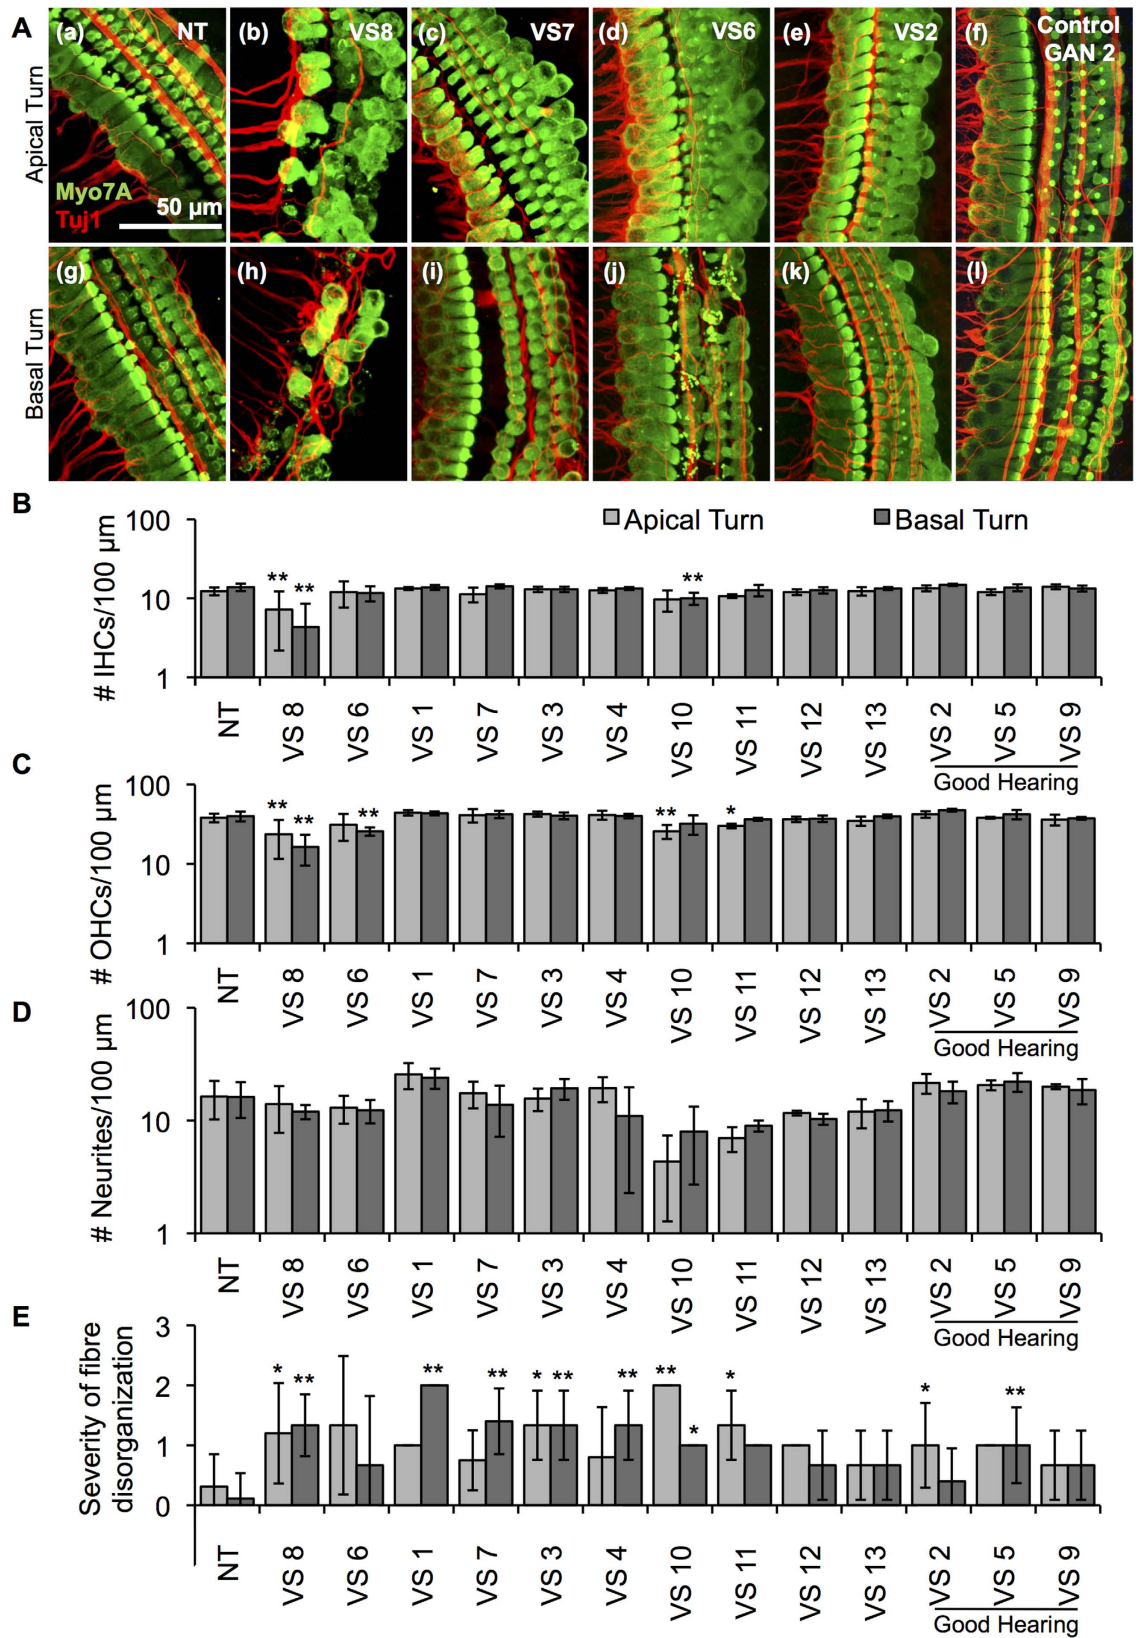 A
(a) NT
(b) VS8
(c) VS7
(d) VS6
(e) VS2
(f) Control
GAN 2
Apical Turn
Myo7A
Tuj1
50 µm
(g)
(h)
(i)
(j)
(k)
(l)
Basal Turn
B
Apical Turn Basal Turn
# IHCs/100 µm
100
10
1
** ** **
NT VS 8 VS 6 VS 1 VS 7 VS 3 VS 4 VS 10 VS 11 VS 12 VS 13 VS 2 VS 5 VS 9
Good Hearing
C
# OHCs/100 µm
100
10
1
** ** ** ** *
NT VS 8 VS 6 VS 1 VS 7 VS 3 VS 4 VS 10 VS 11 VS 12 VS 13 VS 2 VS 5 VS 9
Good Hearing
D
# Neurites/100 µm
100
10
1
NT VS 8 VS 6 VS 1 VS 7 VS 3 VS 4 VS 10 VS 11 VS 12 VS 13 VS 2 VS 5 VS 9
Good Hearing
E
Severity of fibre
disorganization
3
2
1
0
* ** ** ** * ** ** ** * * * **
NT VS 8 VS 6 VS 1 VS 7 VS 3 VS 4 VS 10 VS 11 VS 12 VS 13 VS 2 VS 5 VS 9
Good Hearing